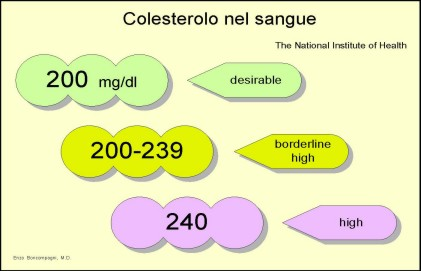 Colesterolo nel sangue
The National Institute of Health
200 mg/dl
desirable
200-239
borderline
high
240
high
Enzo Boncompagni, M.D.